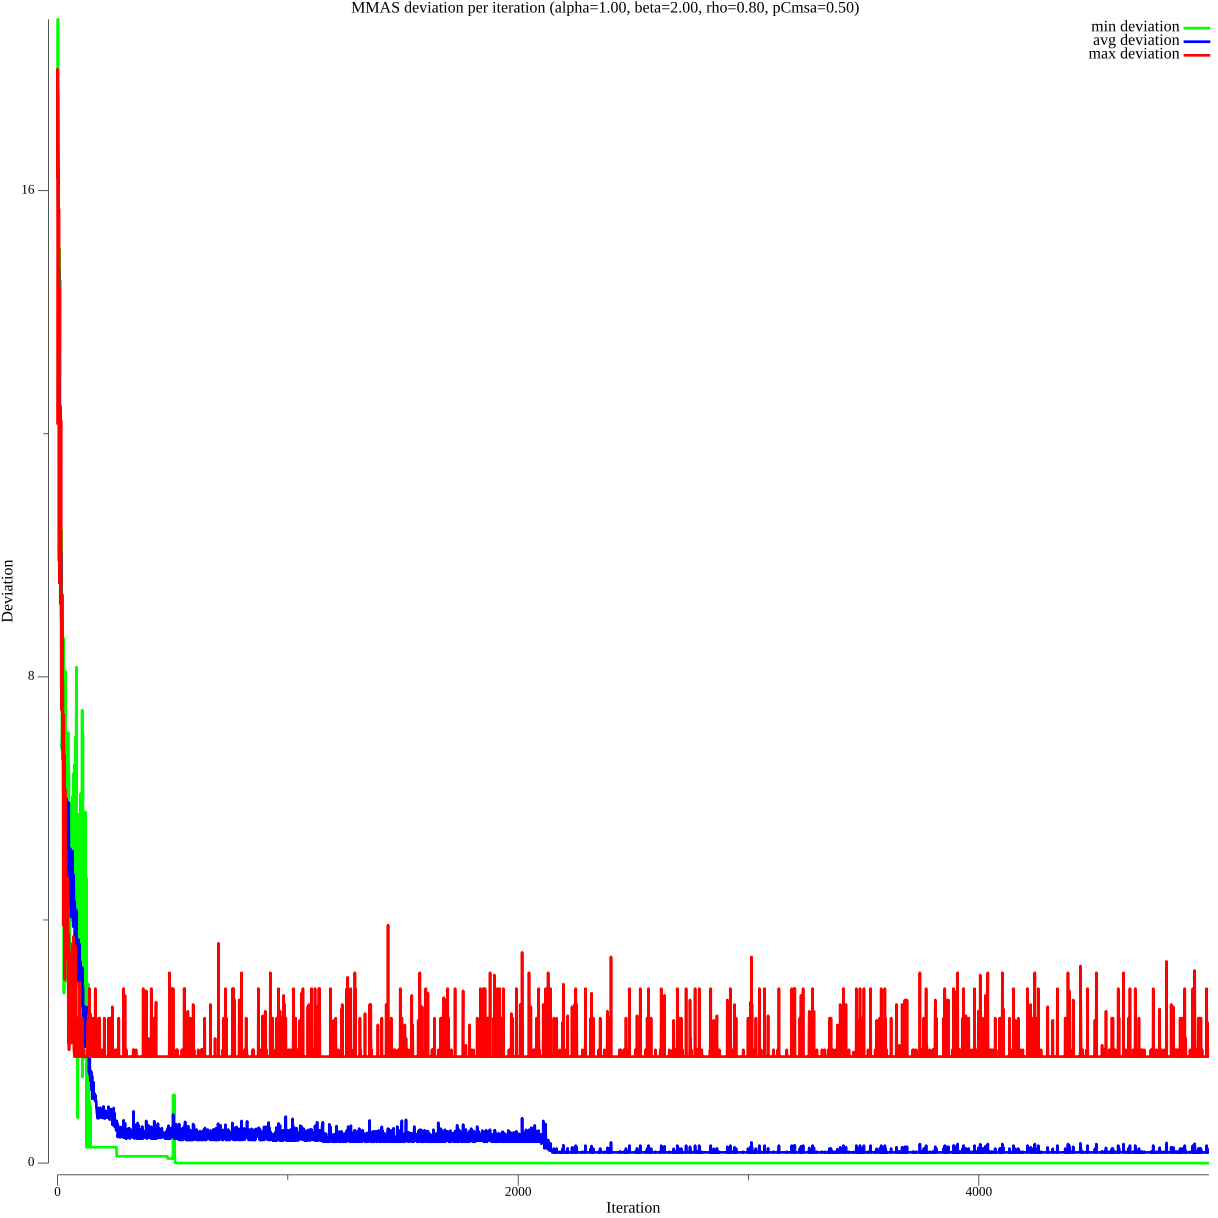 MMAS deviation per iteration (alpha=1.00, beta=2.00, rho=0.80, pCmsa=0.50)
min deviation
avg deviation
max deviation
16
8
0
Deviation
0
2000
4000
Iteration